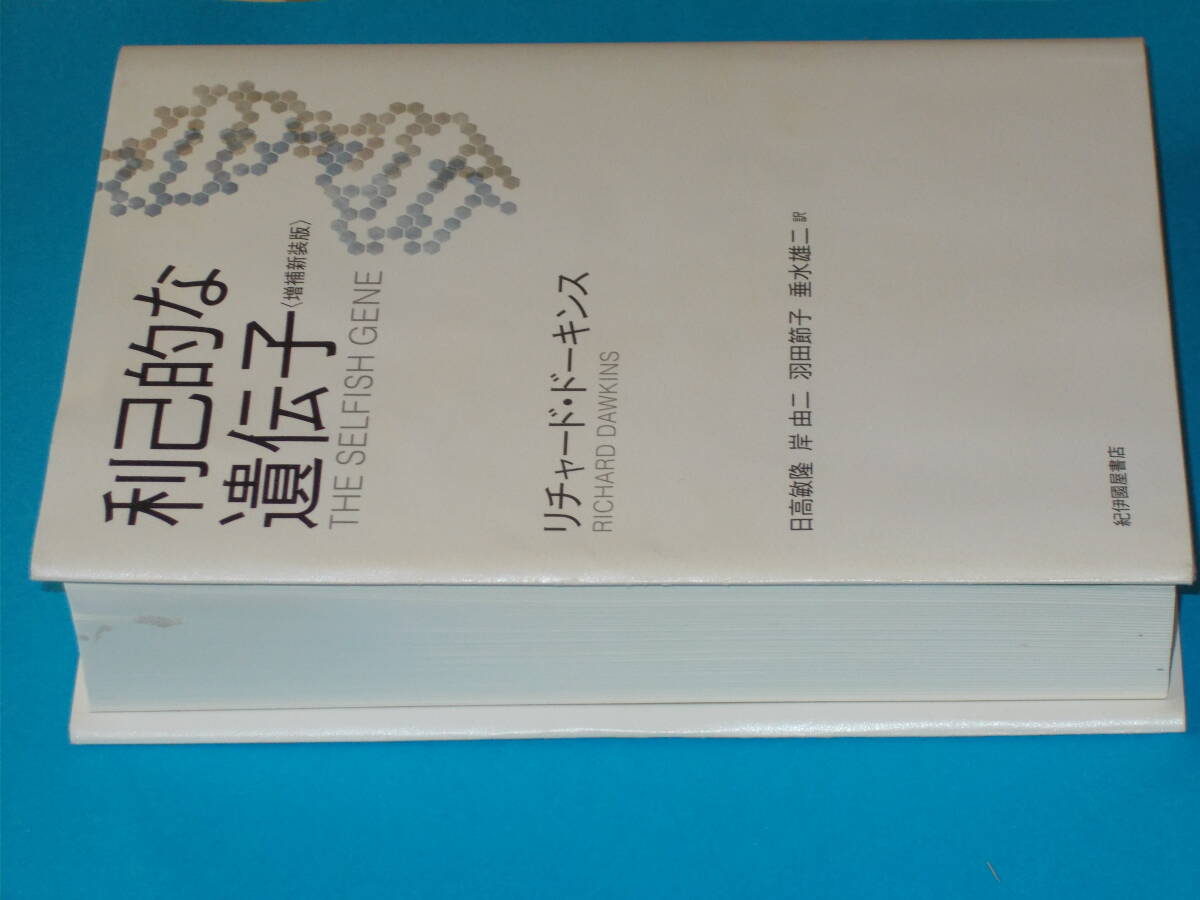 利己的な
遺伝子〈増補新装版〉
THE SELFISH GENE
リチャード・ドーキンス
RICHARD DAWKINS
日高敏隆 岸 由二 羽田節子 垂水雄二 訳
紀伊國屋書店